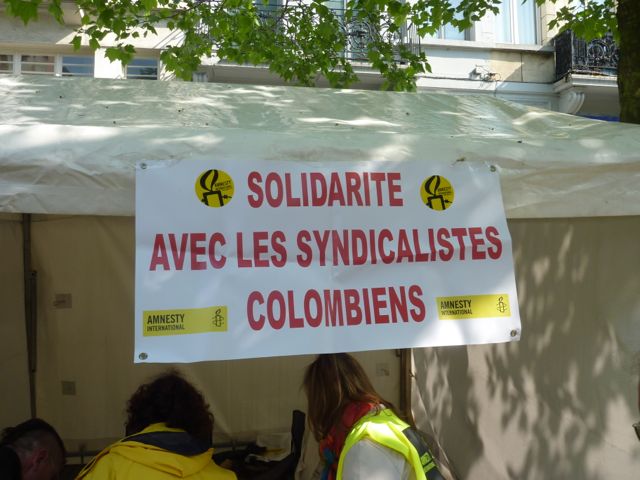 SOLIDARITE
AVEC LES SYNDICALISTES
COLOMBIENS
AMNESTY
INTERNATIONAL
AMNESTY
INTERNATIONAL